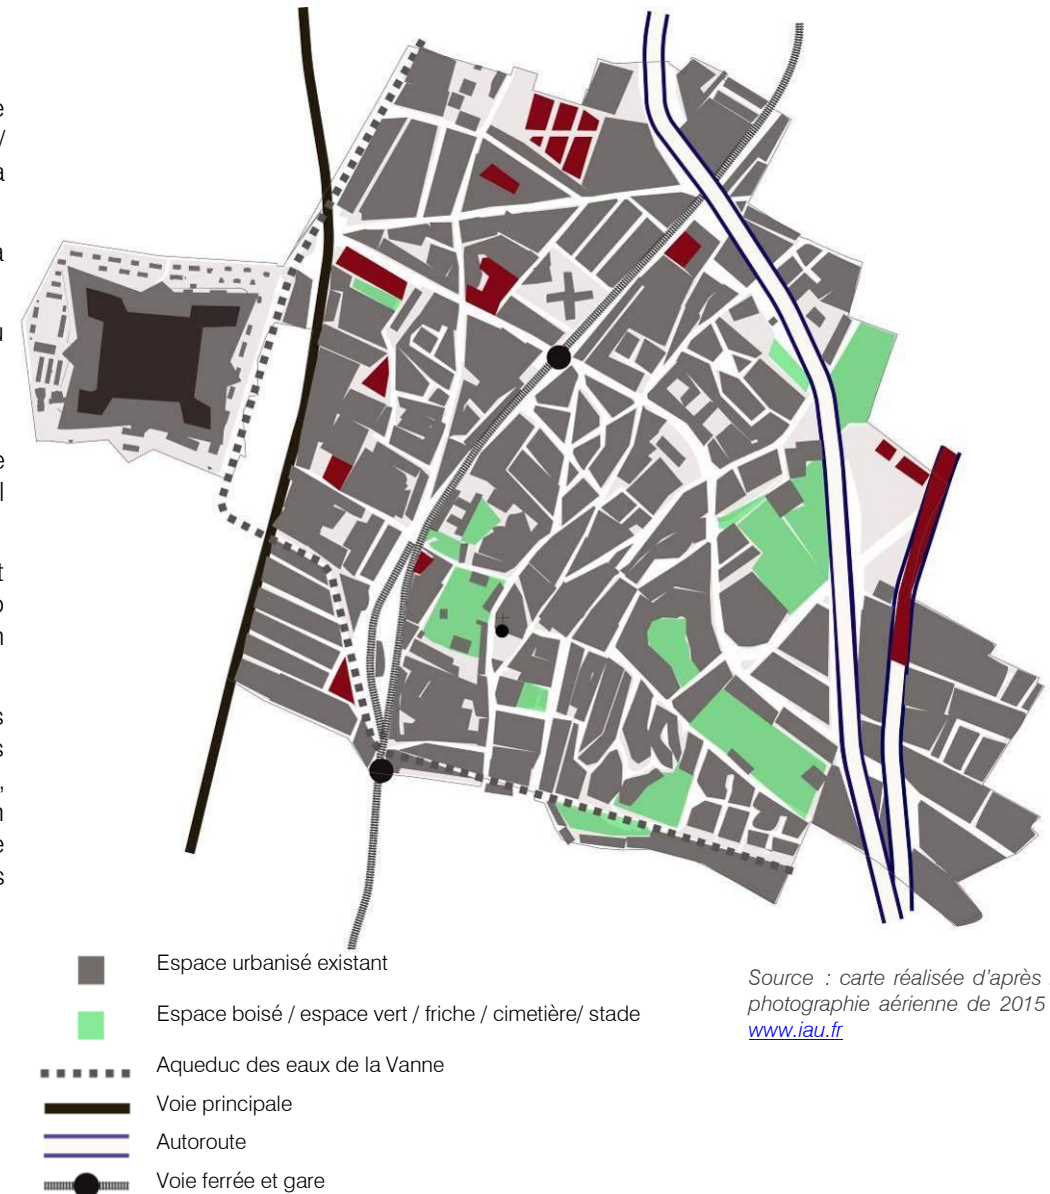 e
/
a
a
u
e
l
t
o
n
s
s
,
n
e
s
Espace urbanisé existant
Espace boisé / espace vert / friche / cimetière/ stade
Aqueduc des eaux de la Vanne
Voie principale
Autoroute
Voie ferrée et gare
Source : carte réalisée d'après
photographie aérienne de 2015
www.iau.fr